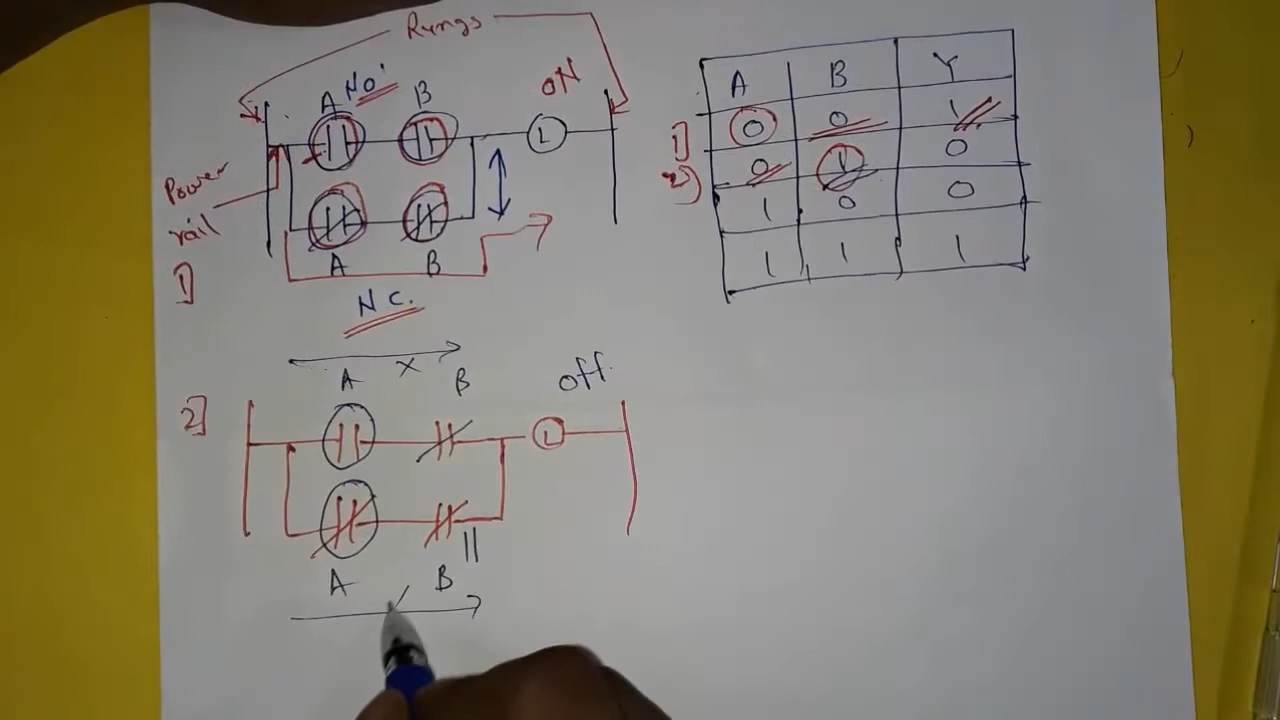 Rungs
A NO' B ON
L
Power rail
A B
1]
N C.
x
A B off.
2]
L
A B
A B Y
1] 0 0 1
2) 0 1 0
1 0 0
1 1 1